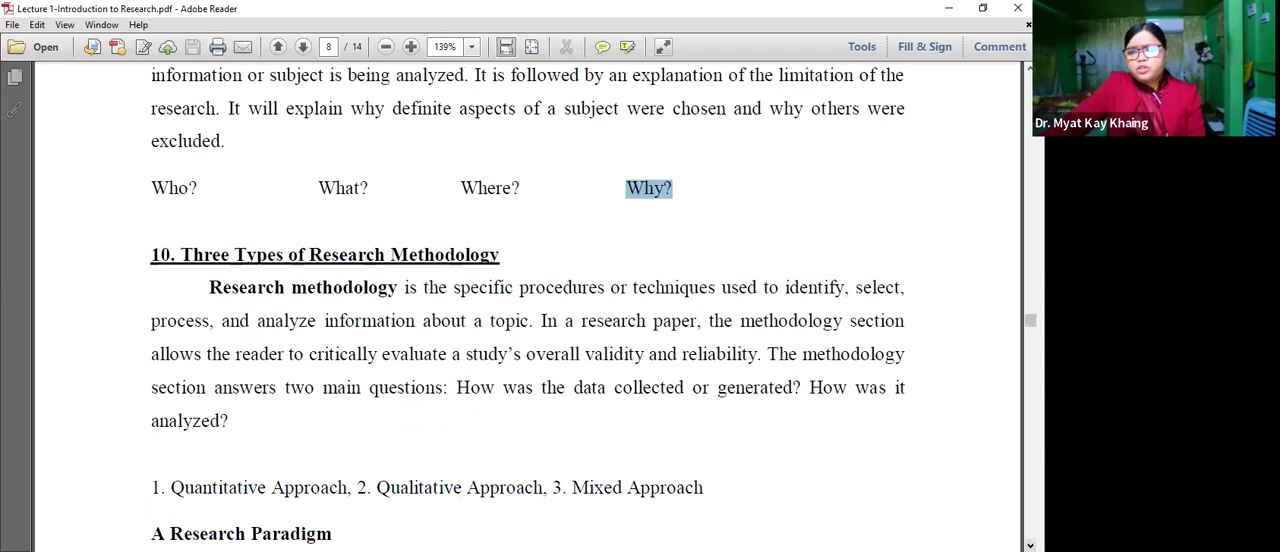 Lecture 1-Introduction to Research.pdf - Adobe Reader
File Edit View Window Help
Open 8 / 14 139% Tools Fill & Sign Comment
information or subject is being analyzed. It is followed by an explanation of the limitation of the
research. It will explain why definite aspects of a subject were chosen and why others were
excluded.
Who? What? Where? Why?
10. Three Types of Research Methodology
Research methodology is the specific procedures or techniques used to identify, select,
process, and analyze information about a topic. In a research paper, the methodology section
allows the reader to critically evaluate a study’s overall validity and reliability. The methodology
section answers two main questions: How was the data collected or generated? How was it
analyzed?
1. Quantitative Approach, 2. Qualitative Approach, 3. Mixed Approach
A Research Paradigm
Dr. Myat Kay Khaing